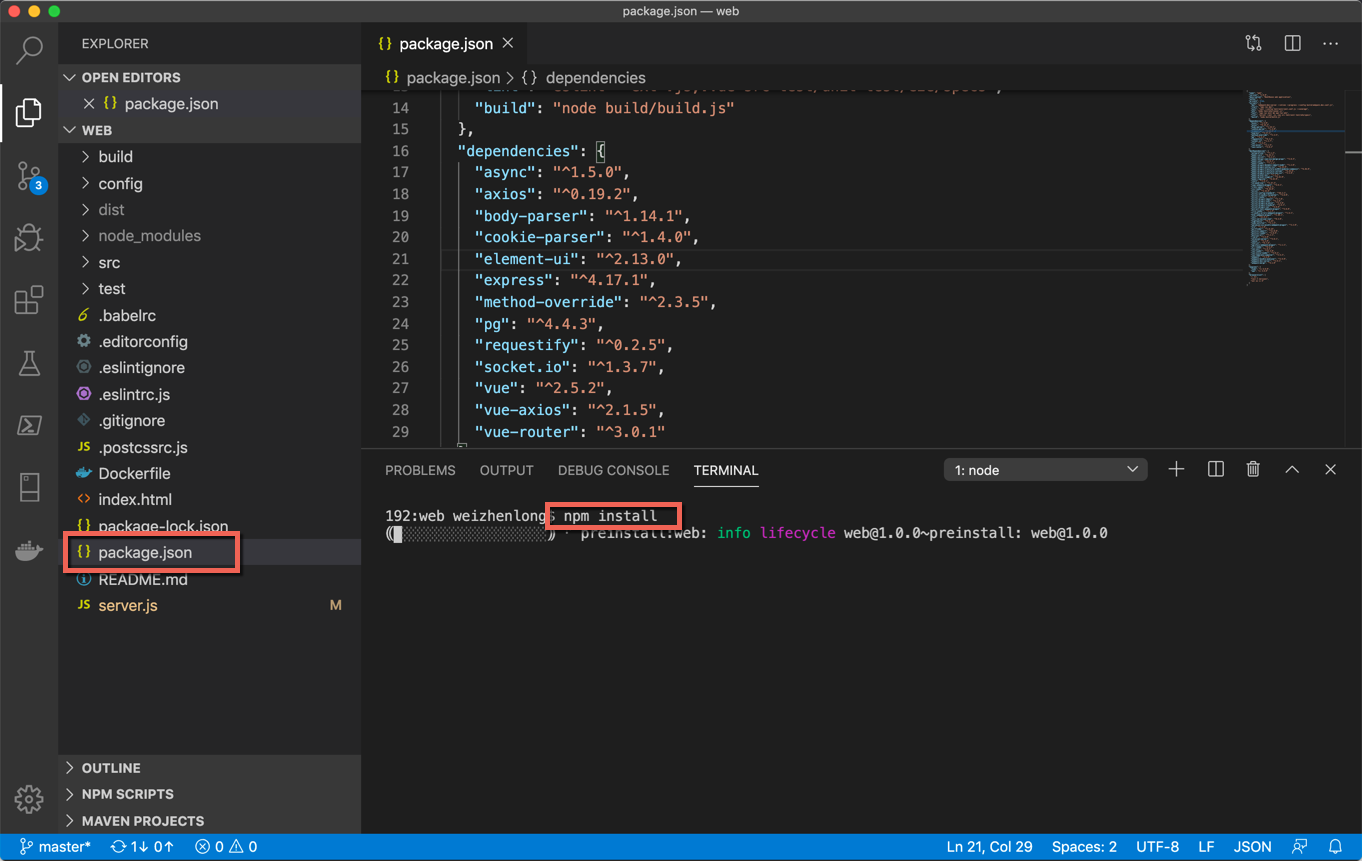 package.json — web
EXPLORER
OPEN EDITORS
package.json
WEB
build
config
dist
node_modules
src
test
.babelrc
.editorconfig
.eslintignore
.eslintrc.js
.gitignore
JS .postcssrc.js
Dockerfile
index.html
{} package-lock.json
{} package.json
README.md
JS server.js M
OUTLINE
NPM SCRIPTS
MAVEN PROJECTS
3
{} package.json
{} package.json > {} dependencies
14 "build": "node build/build.js"
15 },
16 "dependencies": {
17 "async": "^1.5.0",
18 "axios": "^0.19.2",
19 "body-parser": "^1.14.1",
20 "cookie-parser": "^1.4.0",
21 "element-ui": "^2.13.0",
22 "express": "^4.17.1",
23 "method-override": "^2.3.5",
24 "pg": "^4.4.3",
25 "requestify": "^0.2.5",
26 "socket.io": "^1.3.7",
27 "vue": "^2.5.2",
28 "vue-axios": "^2.1.5",
29 "vue-router": "^3.0.1"
PROBLEMS OUTPUT DEBUG CONSOLE TERMINAL 1: node
192:web weizhenlong$ npm install
preinstall:web: info lifecycle web@1.0.0~preinstall: web@1.0.0
master* 1↓ 0↑ 0 0 Ln 21, Col 29 Spaces: 2 UTF-8 LF JSON